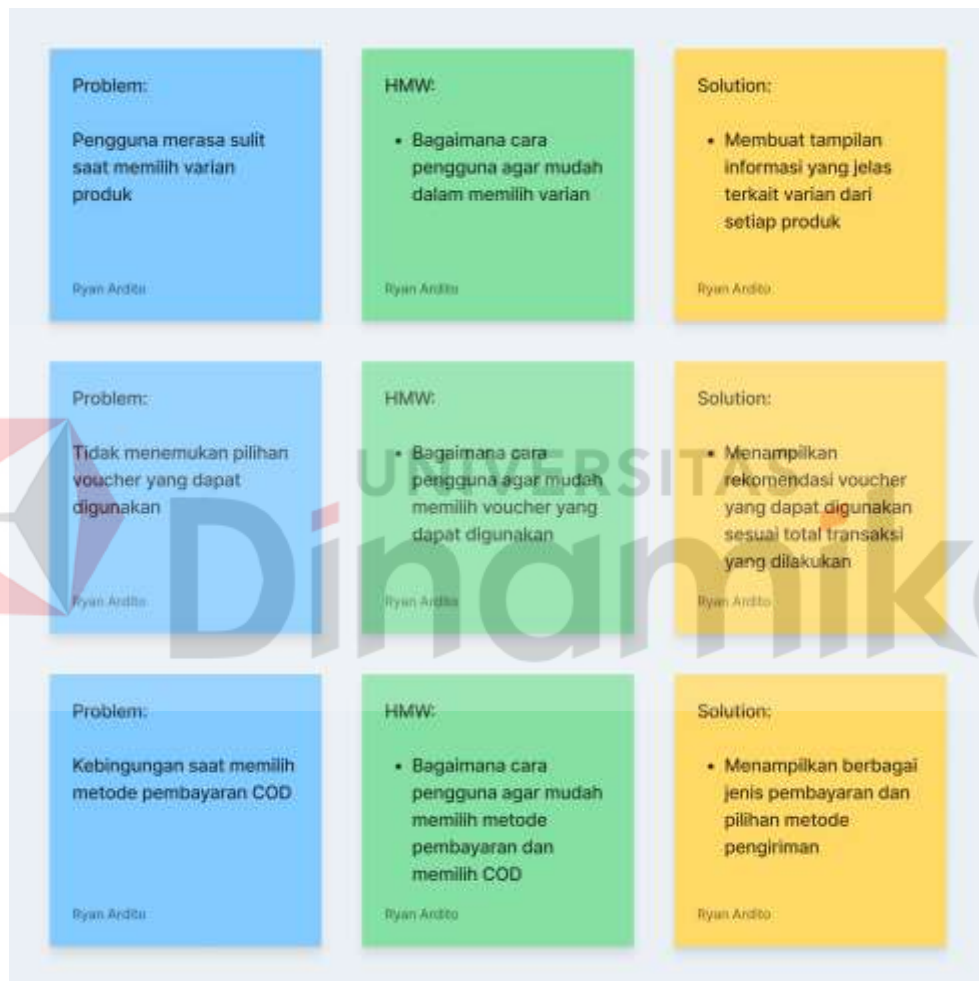 Problem:
Pengguna merasa sulit
saat memilih varian
produk
Ryan Ardito
HMW:
• Bagaimana cara
pengguna agar mudah
dalam memilih varian
Ryan Ardito
Solution:
• Membuat tampilan
informasi yang jelas
terkait varian dari
setiap produk
Ryan Ardito
Problem:
Tidak menemukan pilihan
voucher yang dapat
digunakan
Ryan Ardito
HMW:
• Bagaimana cara
pengguna agar mudah
memilih voucher yang
dapat digunakan
Ryan Ardito
Solution:
• Menampilkan
rekomendasi voucher
yang dapat digunakan
sesuai total transaksi
yang dilakukan
Ryan Ardito
UNIVERSITAS
Dinamika
Problem:
Kebingungan saat memilih
metode pembayaran COD
Ryan Ardito
HMW:
• Bagaimana cara
pengguna agar mudah
memilih metode
pembayaran dan
memilih COD
Ryan Ardito
Solution:
• Menampilkan berbagai
jenis pembayaran dan
pilihan metode
pengiriman
Ryan Ardito